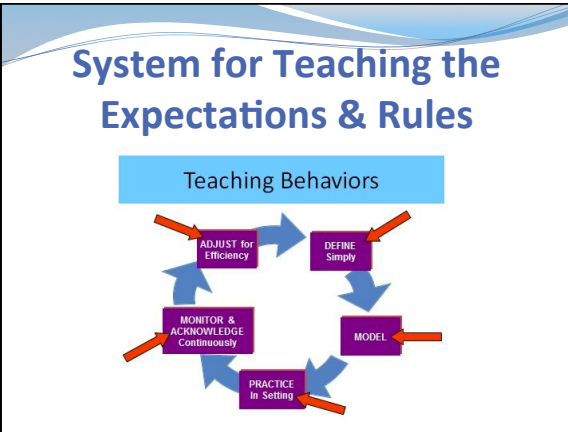 System for Teaching the
Expectations & Rules
Teaching Behaviors
ADJUST for
Efficiency
DEFINE
Simply
MONITOR &
ACKNOWLEDGE
Continuously
MODEL
PRACTICE
In Setting